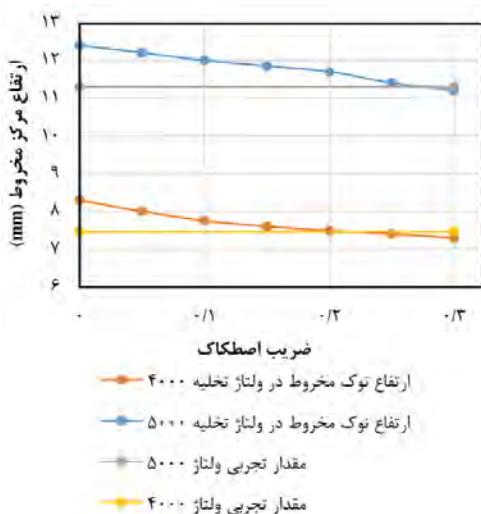 ۱۳
۱۲
۱۱
۱۰
۹
۸
۷
۶
ارتفاع مرکز مخروط (mm)
۰ ۰/۱ ۰/۲ ۰/۳
ضریب اصطکاک
ارتفاع نوک مخروط در ولتاژ تخلیه ۴۰۰۰
ارتفاع نوک مخروط در ولتاژ تخلیه ۵۰۰۰
مقدار تجربی ولتاژ ۵۰۰۰
مقدار تجربی ولتاژ ۴۰۰۰